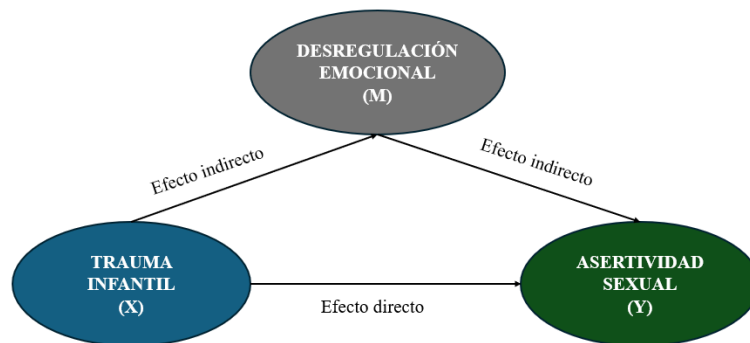 DESREGULACIÓN
EMOCIONAL
(M)
Efecto indirecto
Efecto indirecto
TRAUMA
INFANTIL
(X)
Efecto directo
ASERTIVIDAD
SEXUAL
(Y)